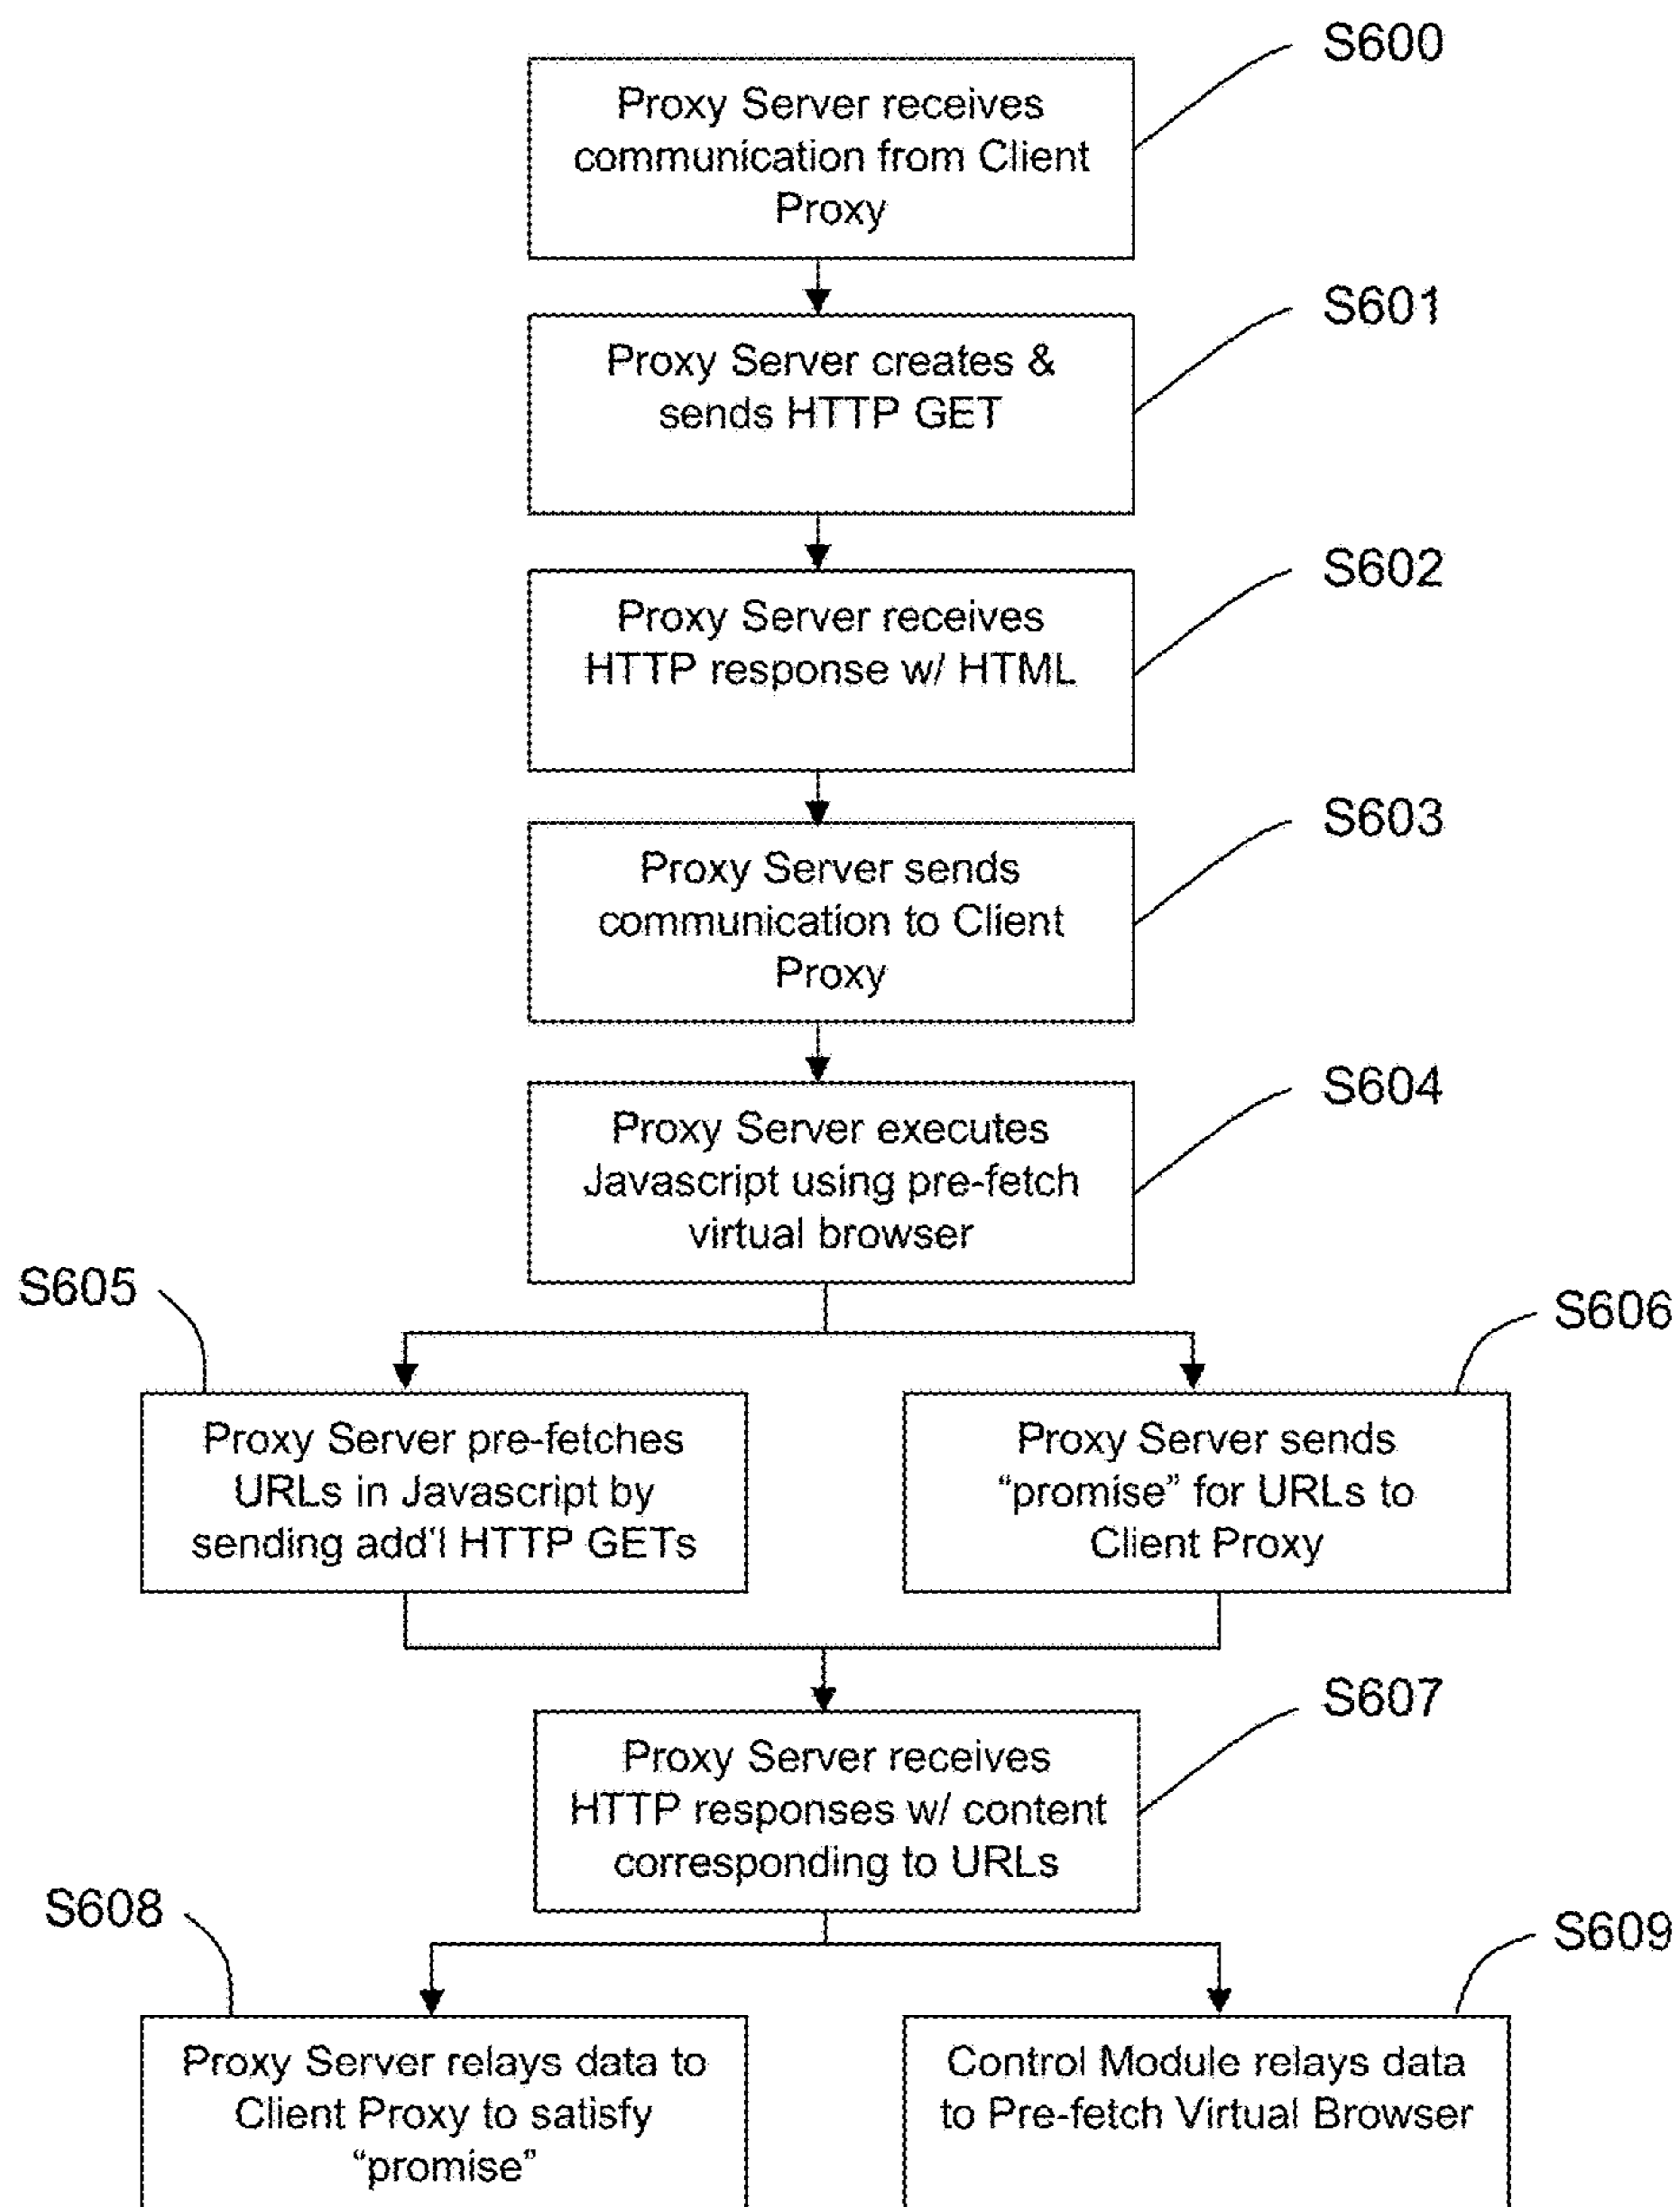 S600
Proxy Server receives
communication from Client
Proxy
S601
Proxy Server creates &
sends HTTP GET
S602
Proxy Server receives
HTTP response w/ HTML
S603
Proxy Server sends
communication to Client
Proxy
S604
Proxy Server executes
Javascript using pre-fetch
virtual browser
S605
Proxy Server pre-fetches
URLs in Javascript by
sending add'l HTTP GETs
S606
Proxy Server sends
“promise” for URLs to
Client Proxy
S607
Proxy Server receives
HTTP responses w/ content
corresponding to URLs
S608
Proxy Server relays data to
Client Proxy to satisfy
“promise”
S609
Control Module relays data
to Pre-fetch Virtual Browser